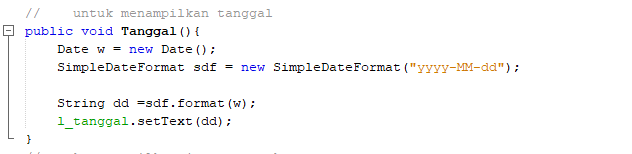 //    untuk menampilkan tanggal
public void Tanggal(){
    Date w = new Date();
    SimpleDateFormat sdf = new SimpleDateFormat("yyyy-MM-dd");
    String dd =sdf.format(w);
    l_tanggal.setText(dd);
}